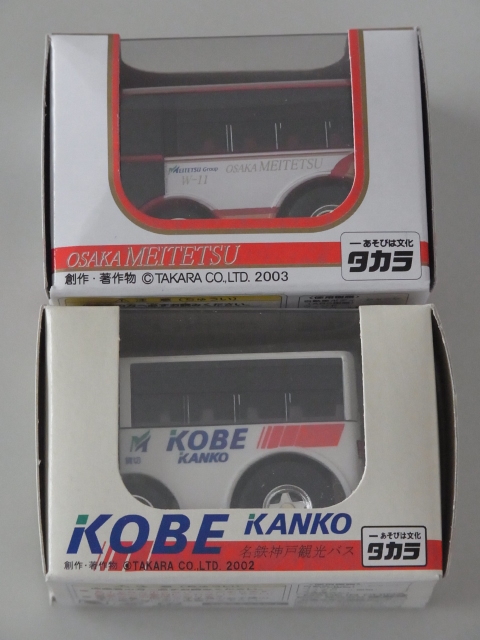 MEITETSU Group
W-11
OSAKA MEITETSU
OSAKA MEITETSU
創作・著作物 ©TAKARA CO.,LTD. 2003
ーあそびは文化
タカラ
KOBE
KANKO
KOBE KANKO
名鉄神戸観光バス
創作・著作物 ©TAKARA CO.,LTD. 2002
ーあそびは文化
タカラ